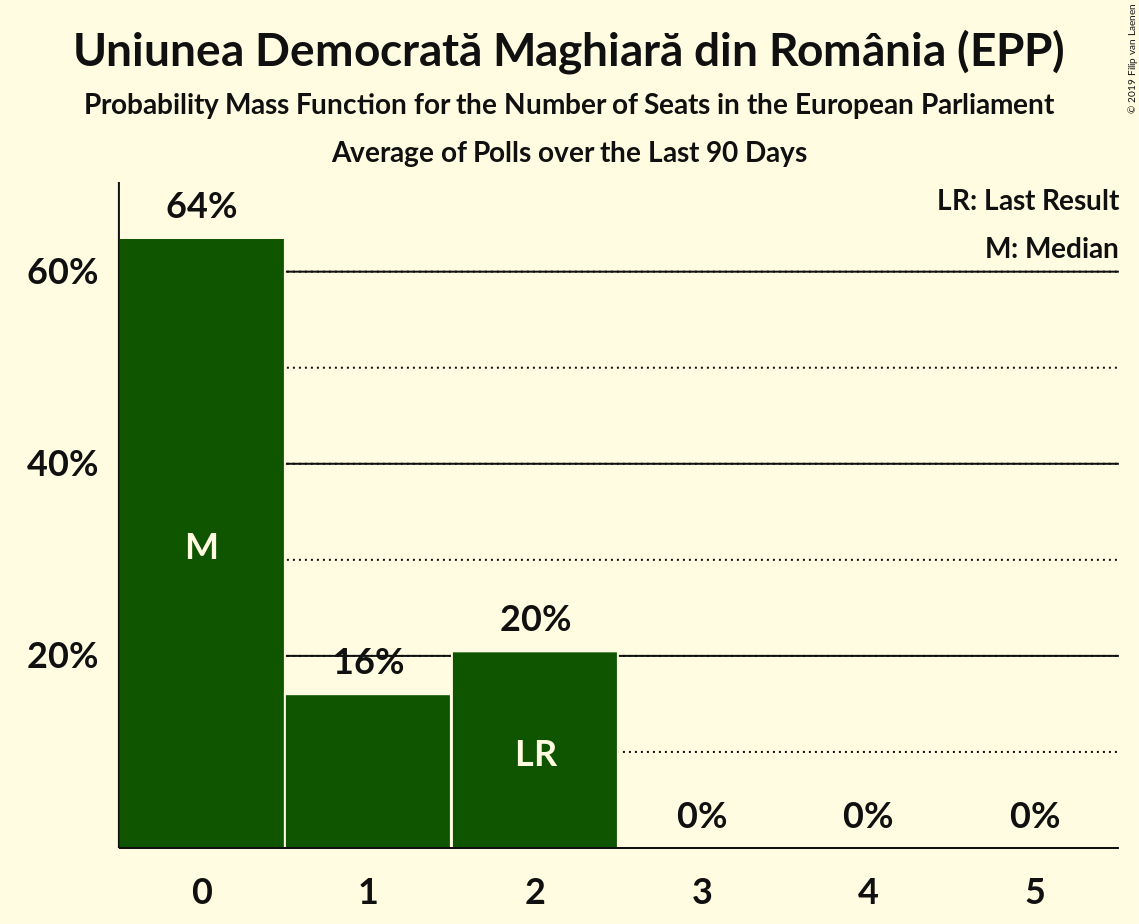 Uniunea Democrată Maghiară din România (EPP)
Probability Mass Function for the Number of Seats in the European Parliament
Average of Polls over the Last 90 Days
© 2019 Filip van Laenen
LR: Last Result
M: Median
64%
60%
40%
20%
M
16%
20%
LR
0%
0%
0%
0
1
2
3
4
5